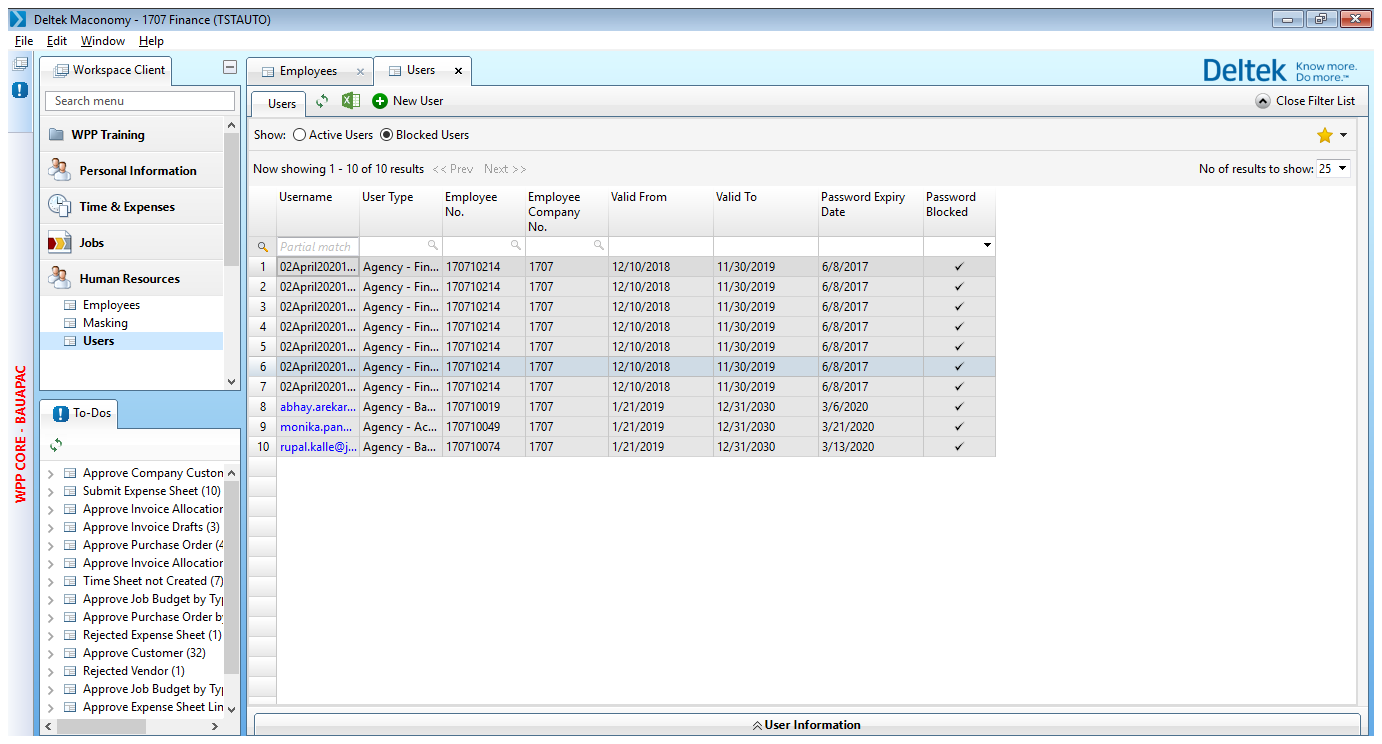 Deltek Maconomy - 1707 Finance (TSTAUTO)
File Edit Window Help
WPP CORE - BAUAPAC
Workspace Client
Search menu
WPP Training
Personal Information
Time & Expenses
Jobs
Human Resources
Employees
Masking
Users
To-Dos
Approve Company Custon
Submit Expense Sheet (10)
Approve Invoice Allocation
Approve Invoice Drafts (3)
Approve Purchase Order (4
Approve Invoice Allocation
Time Sheet not Created (7)
Approve Job Budget by Typ
Approve Purchase Order by
Rejected Expense Sheet (1)
Approve Customer (32)
Rejected Vendor (1)
Approve Job Budget by Typ
Approve Expense Sheet Lin
Employees Users
Deltek Know more. Do more.™
Users New User Close Filter List
Show: Active Users Blocked Users
Now showing 1 - 10 of 10 results << Prev Next >> No of results to show: 25
Username User Type Employee No. Employee Company No. Valid From Valid To Password Expiry Date Password Blocked
Partial match
1 02April20201... Agency - Fin... 170710214 1707 12/10/2018 11/30/2019 6/8/2017 ✓
2 02April20201... Agency - Fin... 170710214 1707 12/10/2018 11/30/2019 6/8/2017 ✓
3 02April20201... Agency - Fin... 170710214 1707 12/10/2018 11/30/2019 6/8/2017 ✓
4 02April20201... Agency - Fin... 170710214 1707 12/10/2018 11/30/2019 6/8/2017 ✓
5 02April20201... Agency - Fin... 170710214 1707 12/10/2018 11/30/2019 6/8/2017 ✓
6 02April20201... Agency - Fin... 170710214 1707 12/10/2018 11/30/2019 6/8/2017 ✓
7 02April20201... Agency - Fin... 170710214 1707 12/10/2018 11/30/2019 6/8/2017 ✓
8 abhay.arekar... Agency - Ba... 170710019 1707 1/21/2019 12/31/2030 3/6/2020 ✓
9 monika.pan... Agency - Ac... 170710049 1707 1/21/2019 12/31/2030 3/21/2020 ✓
10 rupal.kalle@j... Agency - Ba... 170710074 1707 1/21/2019 12/31/2030 3/13/2020 ✓
User Information